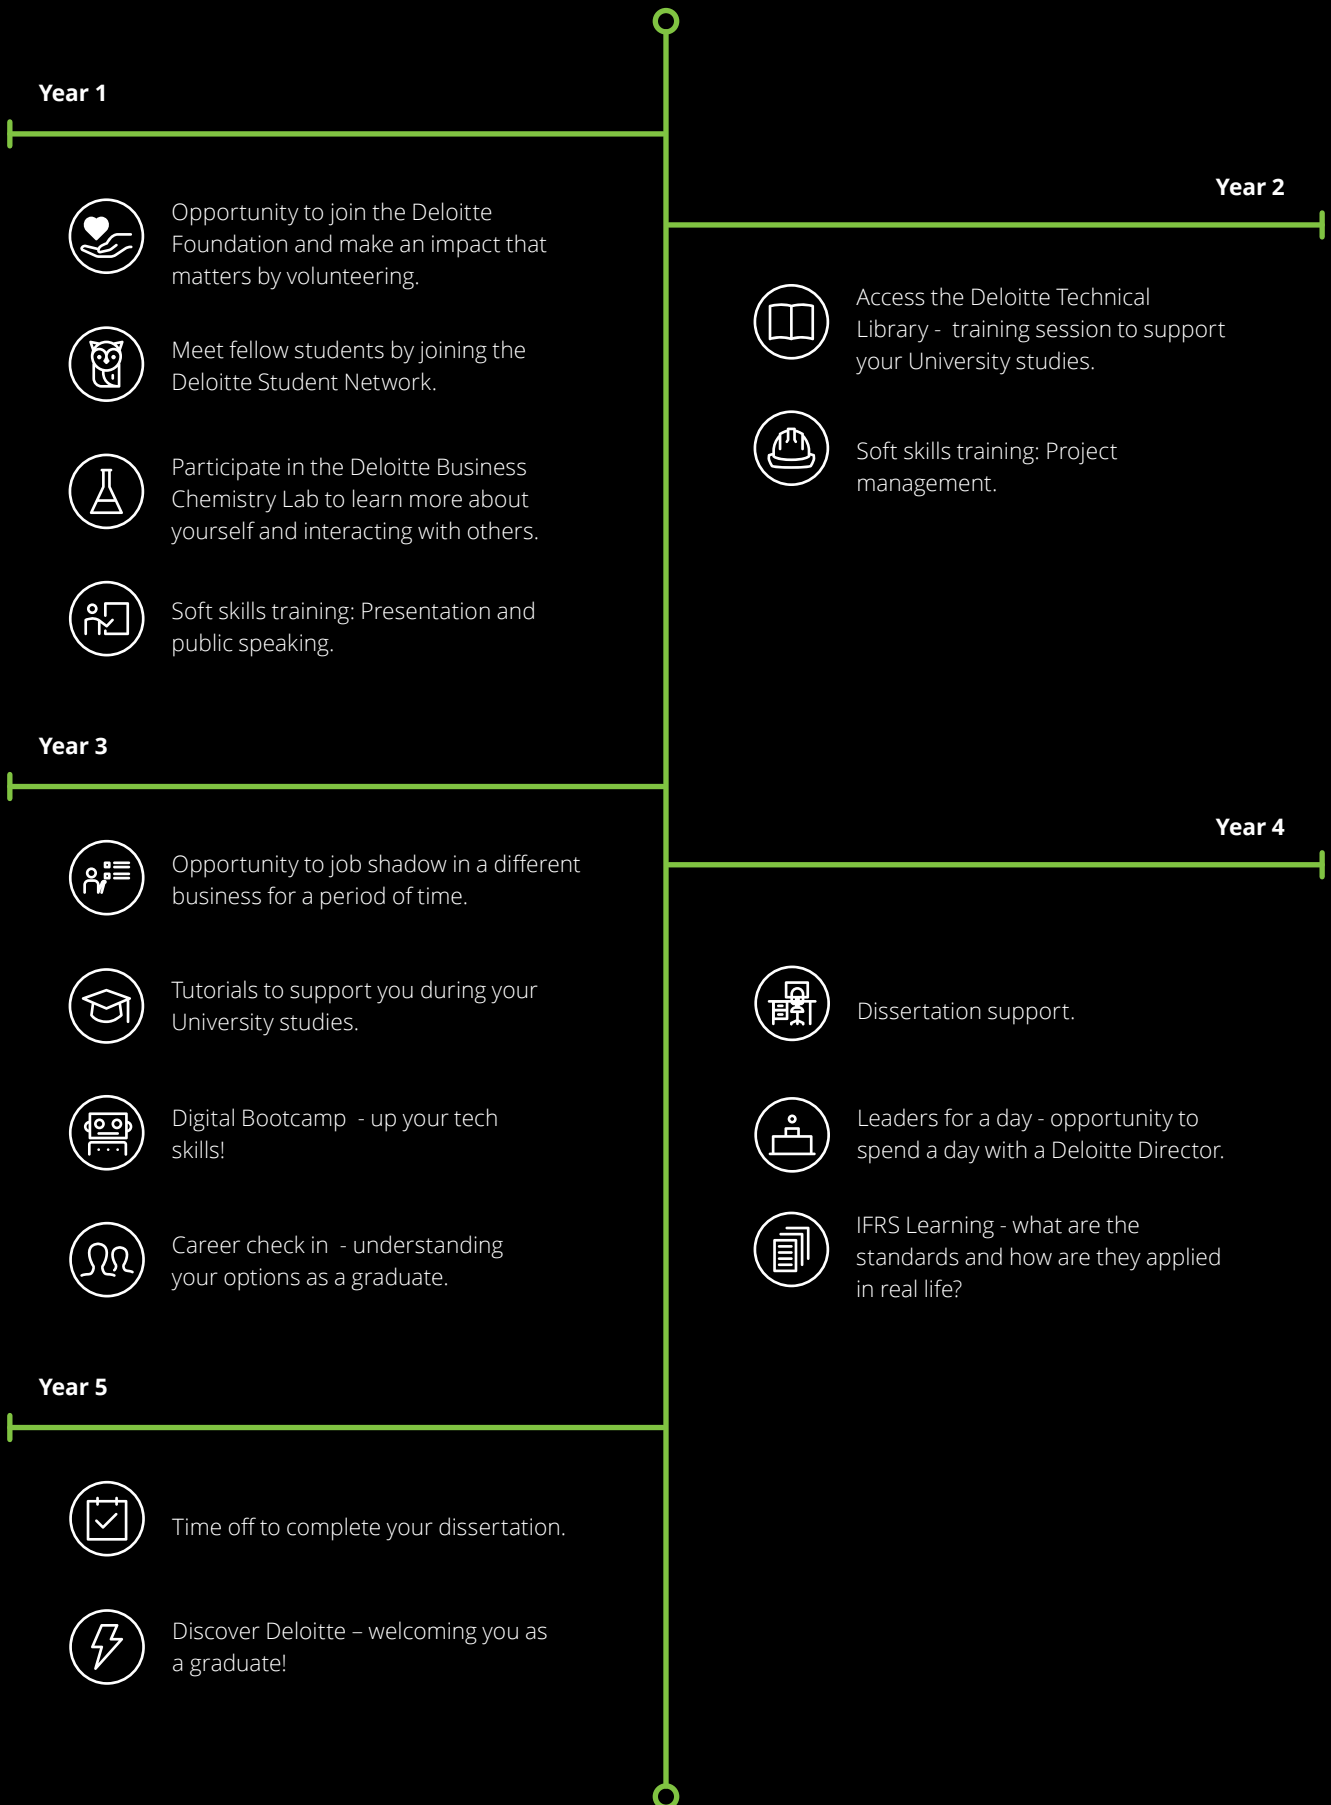 Year 1
Opportunity to join the Deloitte
Foundation and make an impact that
matters by volunteering.
Meet fellow students by joining the
Deloitte Student Network.
Participate in the Deloitte Business
Chemistry Lab to learn more about
yourself and interacting with others.
Soft skills training: Presentation and
public speaking.
Year 2
Access the Deloitte Technical
Library - training session to support
your University studies.
Soft skills training: Project
management.
Year 3
Opportunity to job shadow in a different
business for a period of time.
Tutorials to support you during your
University studies.
Digital Bootcamp - up your tech
skills!
Career check in - understanding
your options as a graduate.
Year 4
Dissertation support.
Leaders for a day - opportunity to
spend a day with a Deloitte Director.
IFRS Learning - what are the
standards and how are they applied
in real life?
Year 5
Time off to complete your dissertation.
Discover Deloitte – welcoming you as
a graduate!